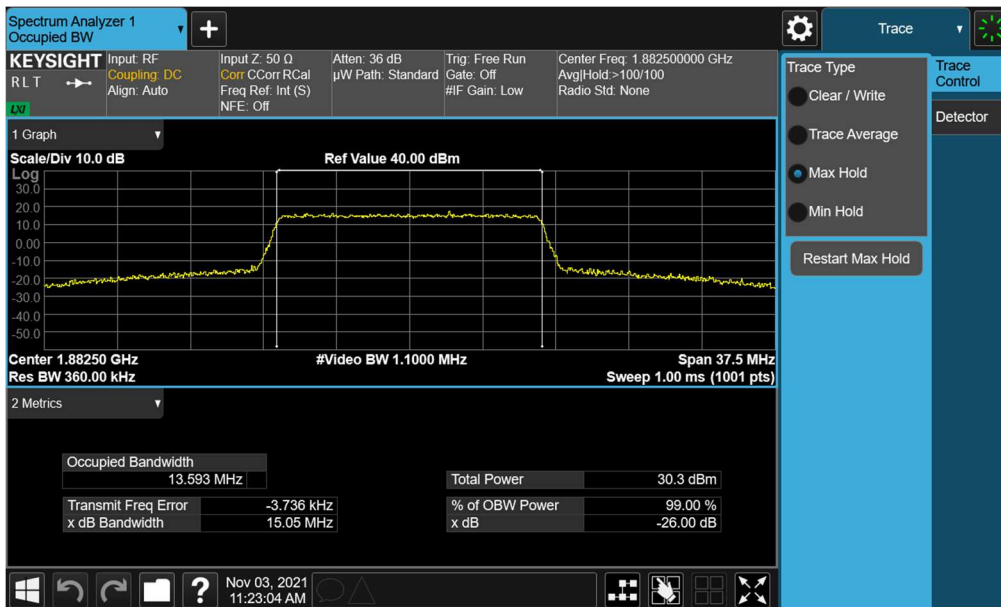 Spectrum Analyzer 1
Occupied BW
+
Trace
KEYSIGHT
R L T
LXI
Input: RF
Coupling: DC
Align: Auto
Input Z: 50 Ω
Corr CCorr RCal
Freq Ref: Int (S)
NFE: Off
Atten: 36 dB
µW Path: Standard
Trig: Free Run
Gate: Off
#IF Gain: Low
Center Freq: 1.882500000 GHz
Avg|Hold:>100/100
Radio Std: None
1 Graph
Scale/Div 10.0 dB
Ref Value 40.00 dBm
Log
30.0
20.0
10.0
0.00
-10.0
-20.0
-30.0
-40.0
-50.0
Center 1.88250 GHz
#Video BW 1.1000 MHz
Span 37.5 MHz
Res BW 360.00 kHz
Sweep 1.00 ms (1001 pts)
2 Metrics
Occupied Bandwidth
13.593 MHz
Total Power 30.3 dBm
Transmit Freq Error -3.736 kHz
% of OBW Power 99.00 %
x dB Bandwidth 15.05 MHz
x dB -26.00 dB
?
Nov 03, 2021
11:23:04 AM
Trace Type
Clear / Write
Trace Average
Max Hold
Min Hold
Restart Max Hold
Trace
Control
Detector